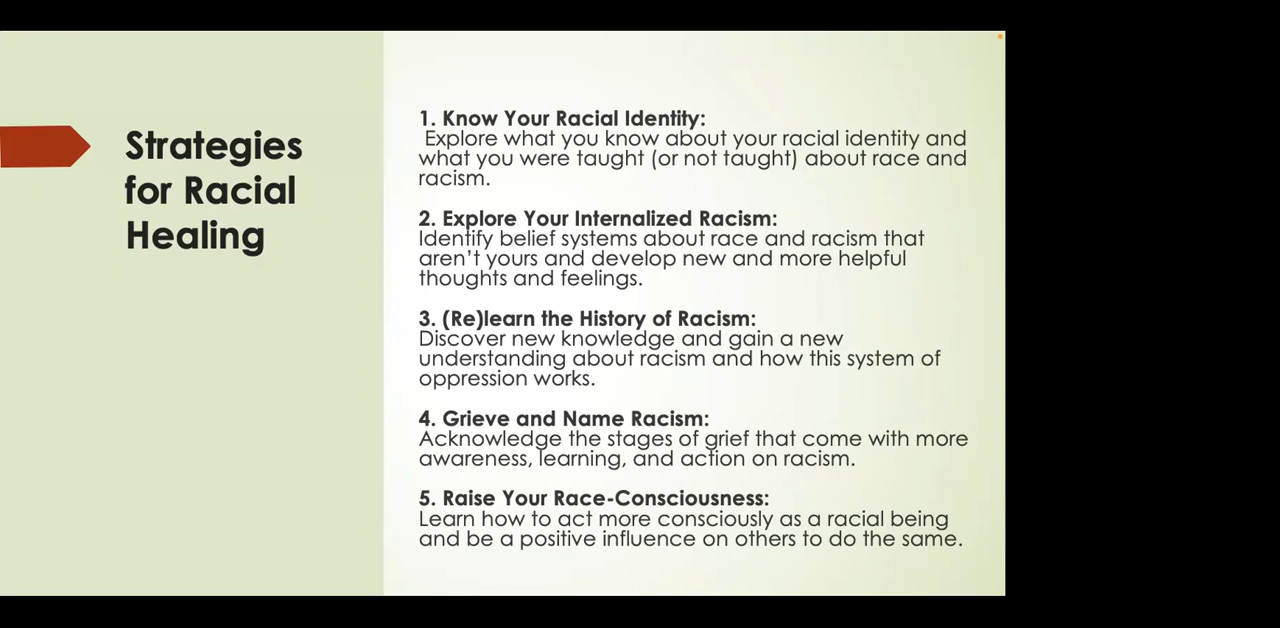 Strategies
for Racial
Healing
1. Know Your Racial Identity:
Explore what you know about your racial identity and
what you were taught (or not taught) about race and
racism.
2. Explore Your Internalized Racism:
Identify belief systems about race and racism that
aren’t yours and develop new and more helpful
thoughts and feelings.
3. (Re)learn the History of Racism:
Discover new knowledge and gain a new
understanding about racism and how this system of
oppression works.
4. Grieve and Name Racism:
Acknowledge the stages of grief that come with more
awareness, learning, and action on racism.
5. Raise Your Race-Consciousness:
Learn how to act more consciously as a racial being
and be a positive influence on others to do the same.